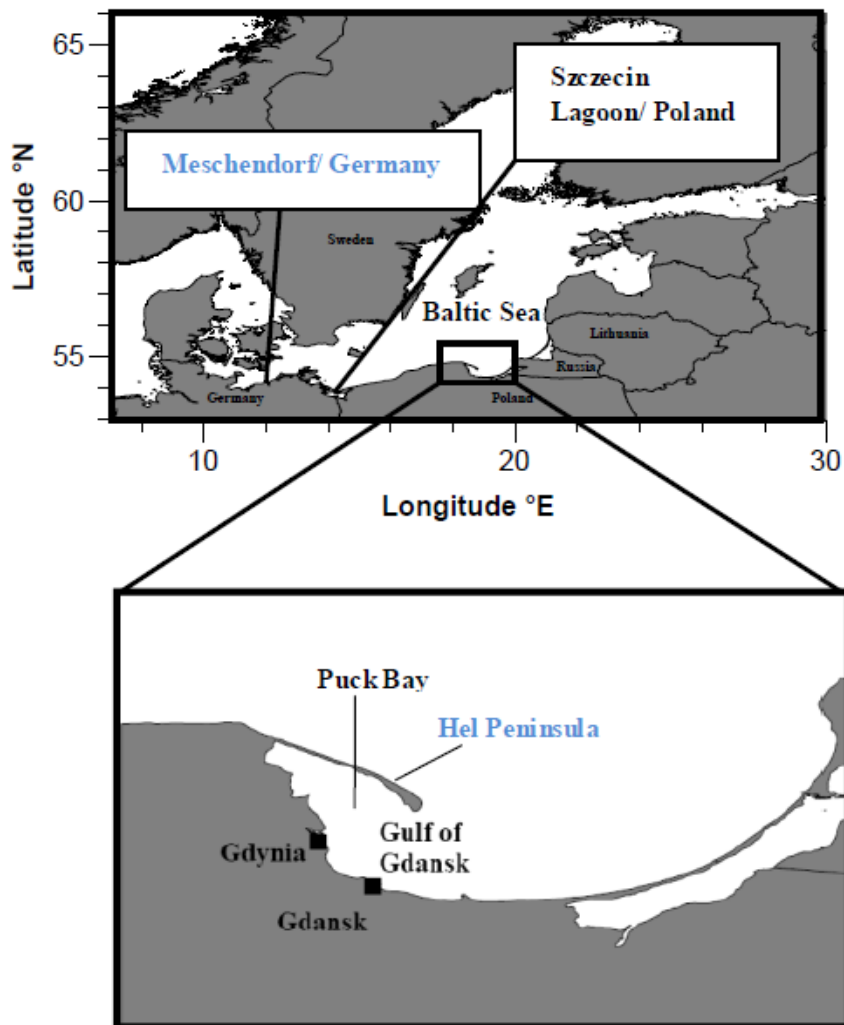 65
Szczecin
Lagoon/ Poland
Meschendorf/ Germany
60
Latitude °N
Sweden
Baltic Sea
Lithuania
55
Russia
Germany
Poland
10
20
30
Longitude °E
Puck Bay
Hel Peninsula
Gulf of
Gdansk
Gdynia
Gdansk